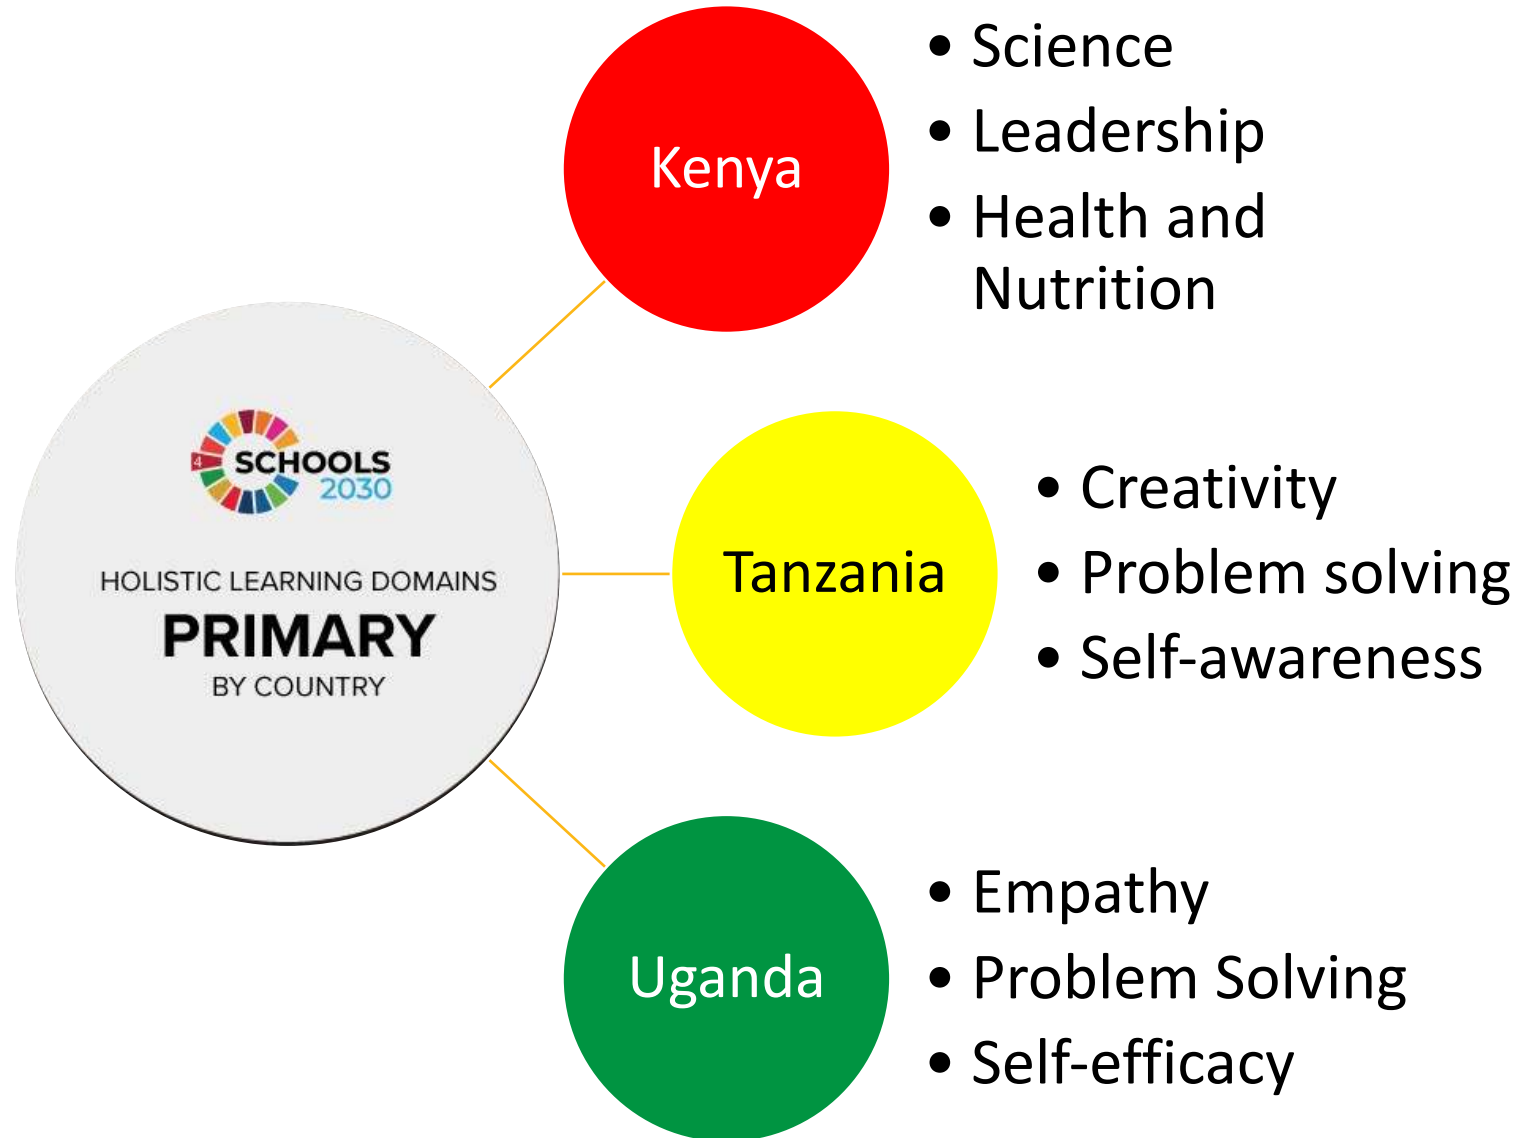 4
SCHOOLS
2030
HOLISTIC LEARNING DOMAINS
PRIMARY
BY COUNTRY
Kenya
• Science
• Leadership
• Health and
Nutrition
Tanzania
• Creativity
• Problem solving
• Self-awareness
Uganda
• Empathy
• Problem Solving
• Self-efficacy